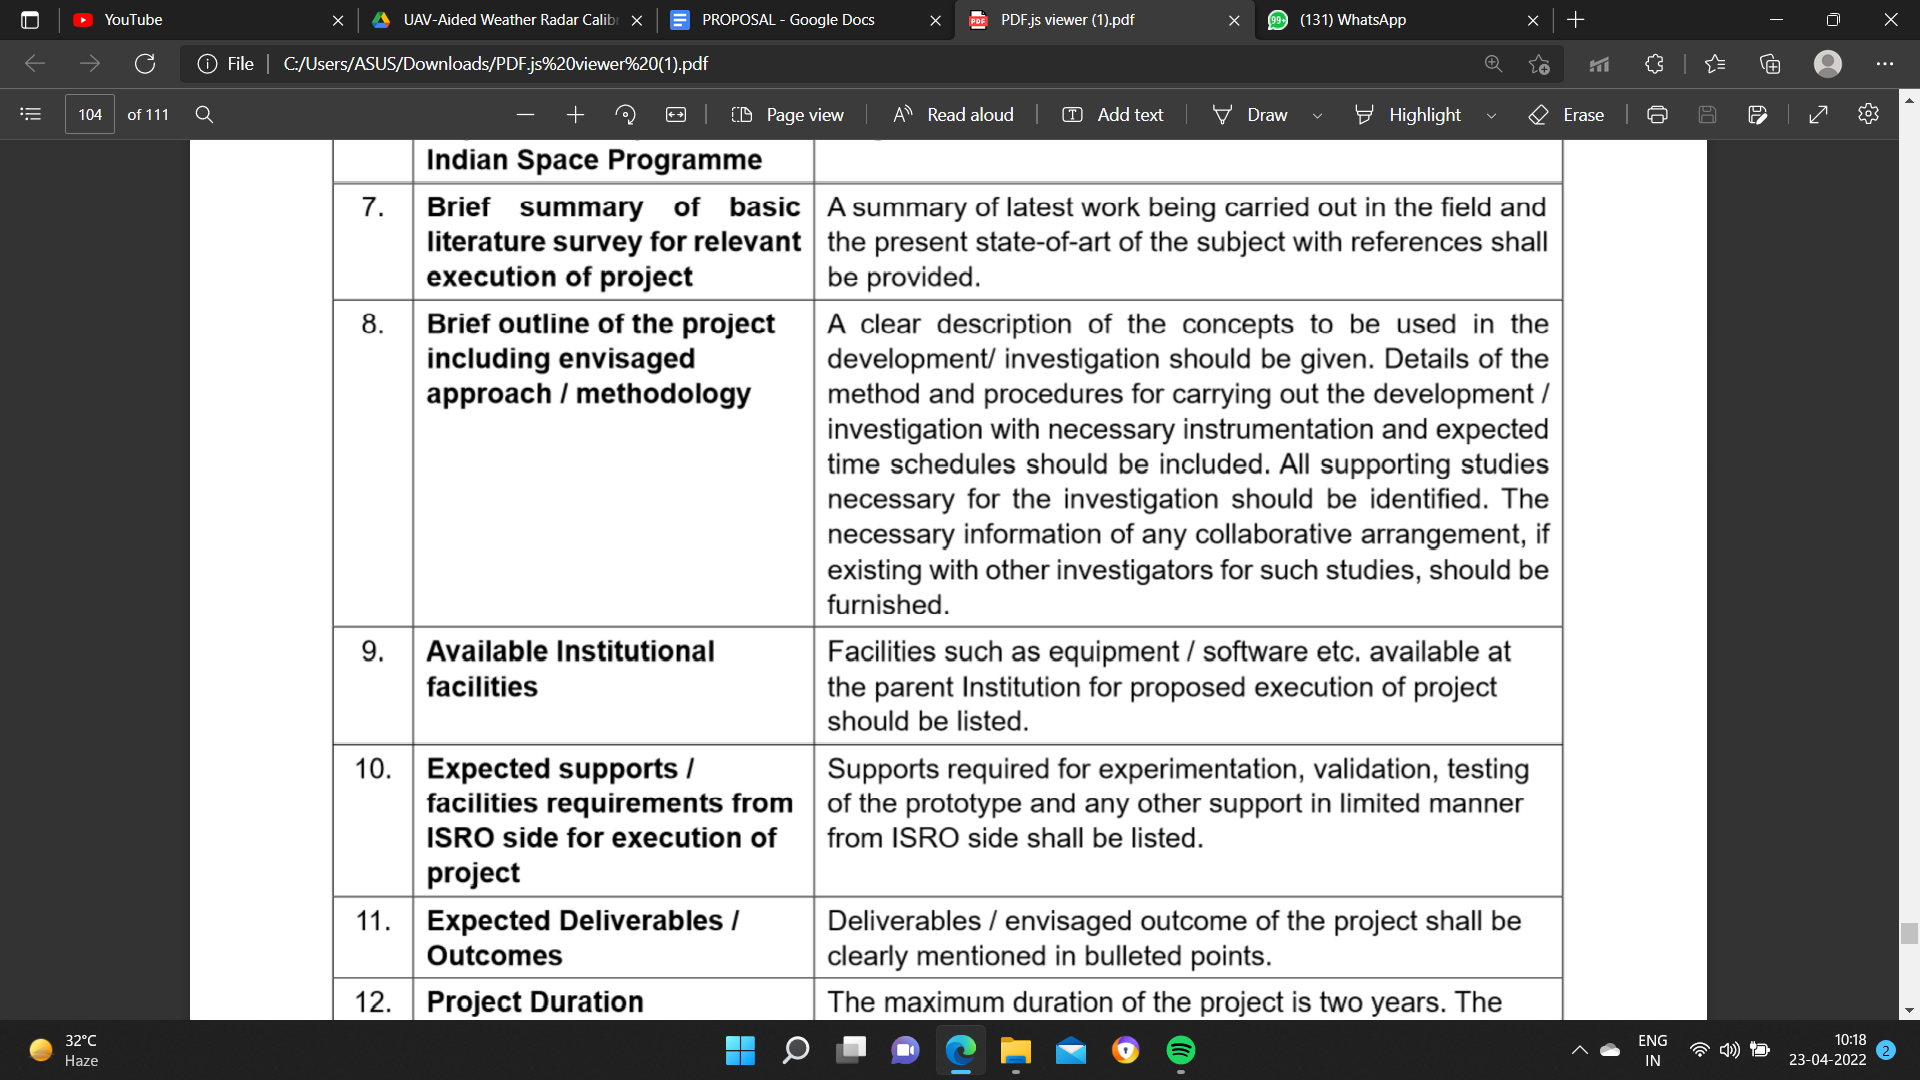 YouTube
UAV-Aided Weather Radar Calibr
PROPOSAL - Google Docs
PDF.js viewer (1).pdf
(131) WhatsApp
File
C:/Users/ASUS/Downloads/PDF.js%20viewer%20(1).pdf
104 of 111
Page view
Read aloud
Add text
Draw
Highlight
Erase
Indian Space Programme
7.
Brief summary of basic
literature survey for relevant
execution of project
A summary of latest work being carried out in the field and
the present state-of-art of the subject with references shall
be provided.
8.
Brief outline of the project
including envisaged
approach / methodology
A clear description of the concepts to be used in the
development/ investigation should be given. Details of the
method and procedures for carrying out the development /
investigation with necessary instrumentation and expected
time schedules should be included. All supporting studies
necessary for the investigation should be identified. The
necessary information of any collaborative arrangement, if
existing with other investigators for such studies, should be
furnished.
9.
Available Institutional
facilities
Facilities such as equipment / software etc. available at
the parent Institution for proposed execution of project
should be listed.
10.
Expected supports /
facilities requirements from
ISRO side for execution of
project
Supports required for experimentation, validation, testing
of the prototype and any other support in limited manner
from ISRO side shall be listed.
11.
Expected Deliverables /
Outcomes
Deliverables / envisaged outcome of the project shall be
clearly mentioned in bulleted points.
12.
Project Duration
The maximum duration of the project is two years. The
32°C
Haze
ENG
IN
10:18
23-04-2022
2